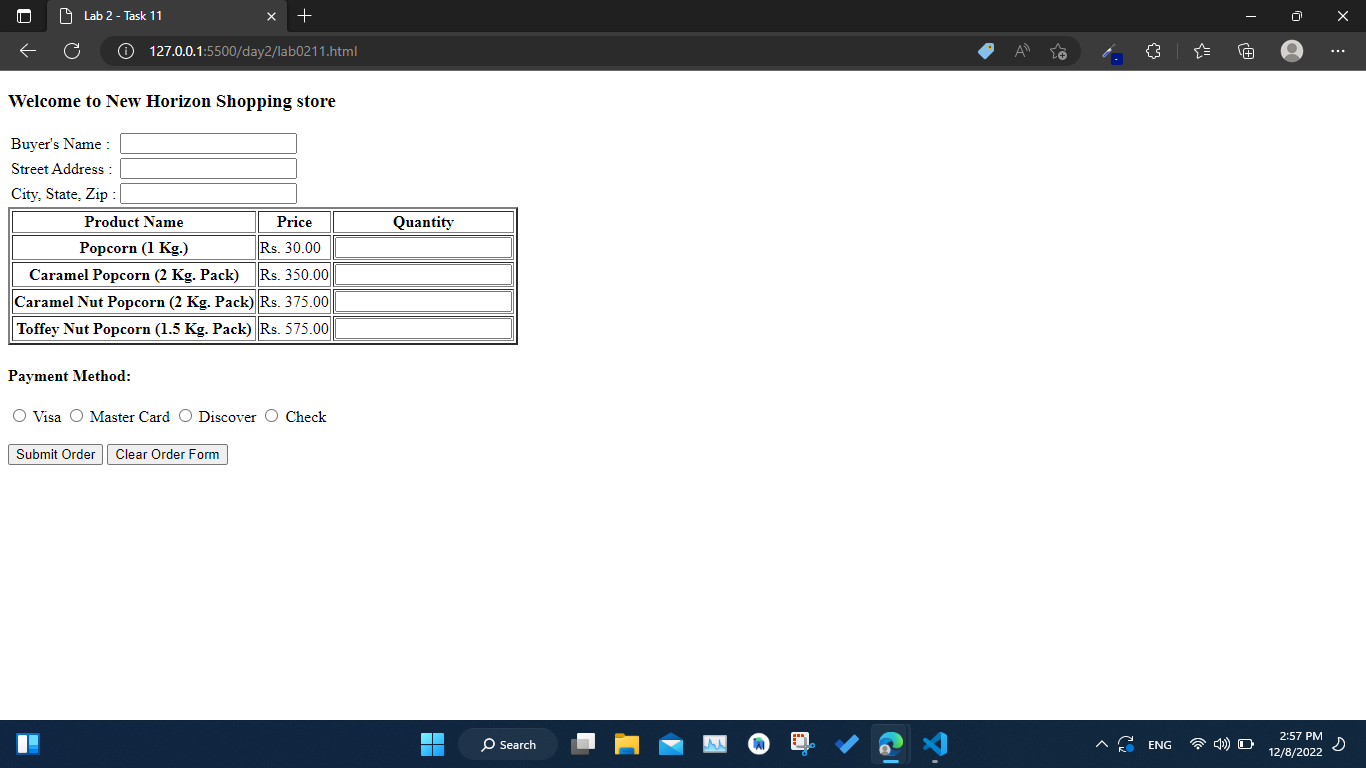 Lab 2 - Task 11
127.0.0.1:5500/day2/lab0211.html
Welcome to New Horizon Shopping store
Buyer's Name :
Street Address :
City, State, Zip :
Product Name Price Quantity
Popcorn (1 Kg.) Rs. 30.00
Caramel Popcorn (2 Kg. Pack) Rs. 350.00
Caramel Nut Popcorn (2 Kg. Pack) Rs. 375.00
Toffey Nut Popcorn (1.5 Kg. Pack) Rs. 575.00
Payment Method:
Visa Master Card Discover Check
Submit Order Clear Order Form
Search
ENG
2:57 PM
12/8/2022